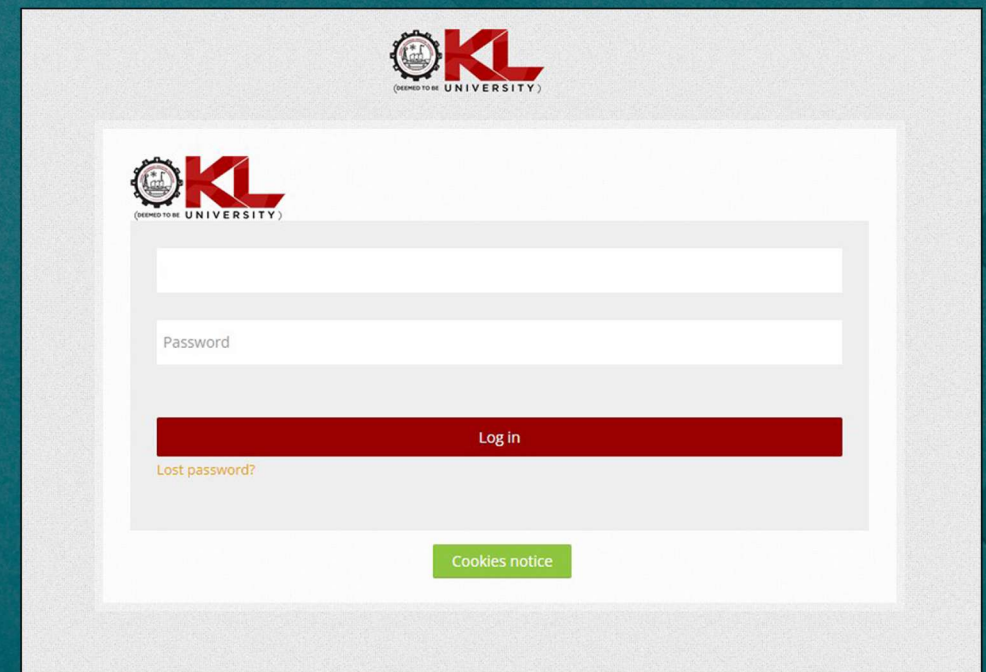 KL
(DEEMED TO BE UNIVERSITY)
KL
(DEEMED TO BE UNIVERSITY)
Password
Log in
Lost password?
Cookies notice